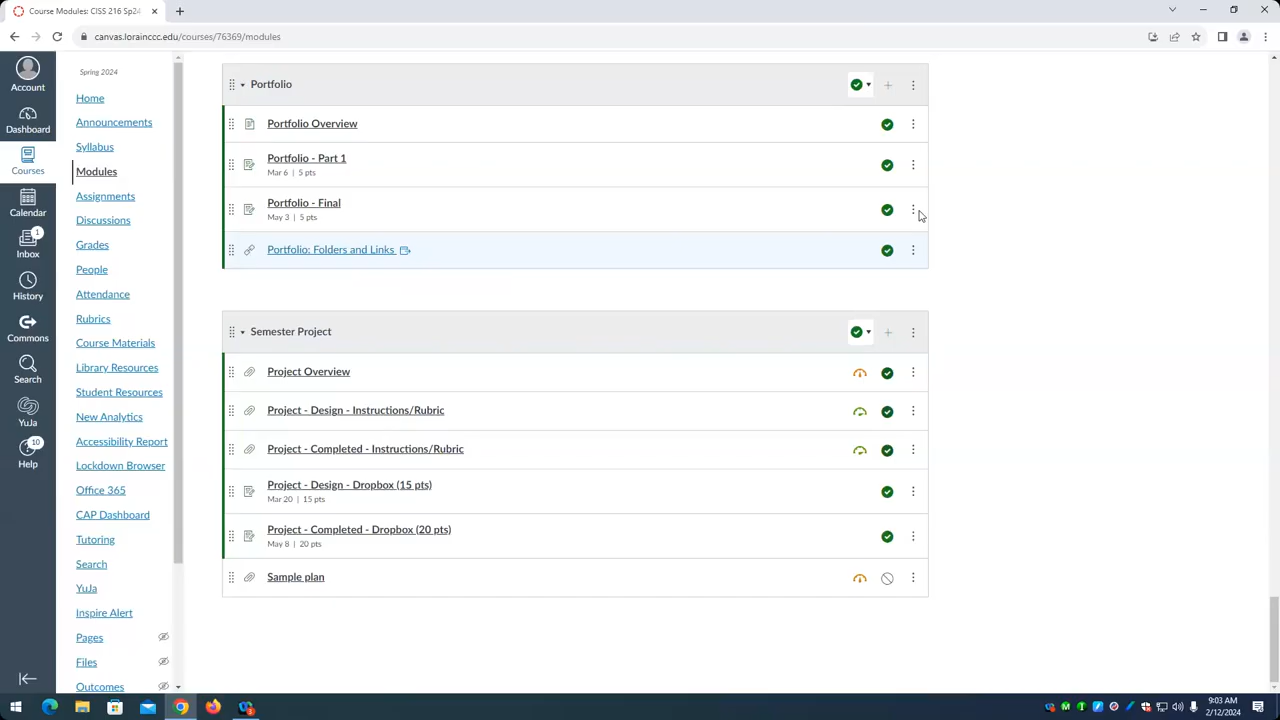 Course Modules: CISS 216 Sp24
canvas.lorainccc.edu/courses/76369/modules
Account
Dashboard
Courses
Calendar
1
Inbox
History
Commons
Search
YuJa
10
Help
Spring 2024
Home
Announcements
Syllabus
Modules
Assignments
Discussions
Grades
People
Attendance
Rubrics
Course Materials
Library Resources
Student Resources
New Analytics
Accessibility Report
Lockdown Browser
Office 365
CAP Dashboard
Tutoring
Search
YuJa
Inspire Alert
Pages
Files
Outcomes
Portfolio
Portfolio Overview
Portfolio - Part 1
Mar 6 | 5 pts
Portfolio - Final
May 3 | 5 pts
Portfolio: Folders and Links
Semester Project
Project Overview
Project - Design - Instructions/Rubric
Project - Completed - Instructions/Rubric
Project - Design - Dropbox (15 pts)
Mar 20 | 15 pts
Project - Completed - Dropbox (20 pts)
May 8 | 20 pts
Sample plan
9:03 AM
2/12/2024